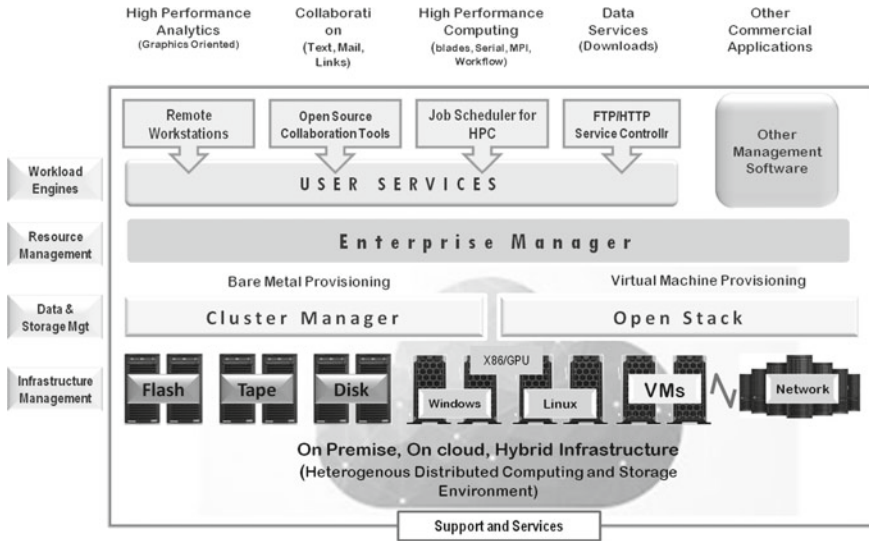 High Performance
Analytics
(Graphics Oriented)
Collaborati
on
(Text, Mail,
Links)
High Performance
Computing
(blades, Serial, MPI,
Workflow)
Data
Services
(Downloads)
Other
Commercial
Applications
Remote
Workstations
Open Source
Collaboration Tools
Job Scheduler for
HPC
FTP/HTTP
Service Controllr
Other
Management
Software
Workload
Engines
USER SERVICES
Resource
Management
Enterprise Manager
Bare Metal Provisioning
Virtual Machine Provisioning
Data &
Storage Mgt
Cluster Manager
Open Stack
Infrastructure
Management
Flash
Tape
Disk
X86/GPU
Windows
Linux
VMs
Network
On Premise, On cloud, Hybrid Infrastructure
(Heterogenous Distributed Computing and Storage
Environment)
Support and Services